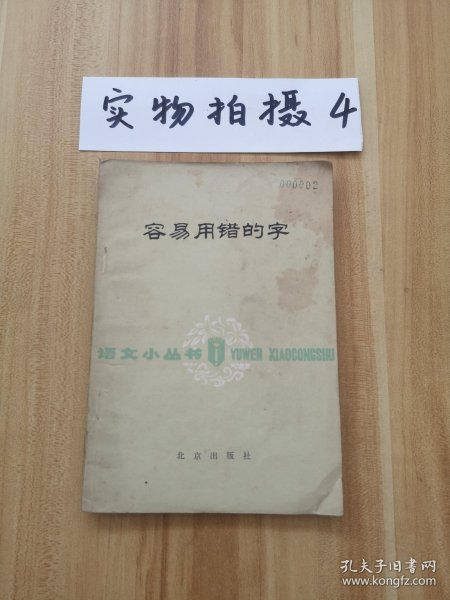 实物拍摄4
000002
容易用错的字
语文小丛书 YUWEN XIAOCONGSHU
北京出版社
孔夫子旧书网
www.kongfz.com